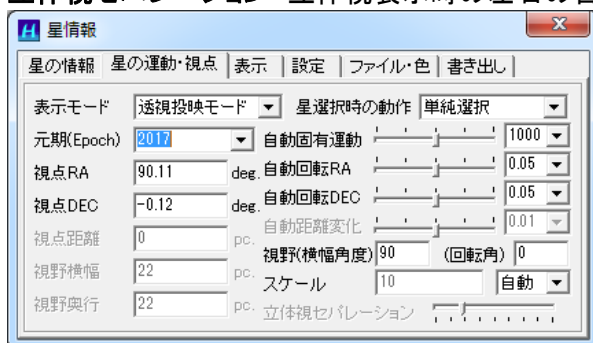 立体視セパレーション 立体視表示時の左右の
星情報
星の情報 星の運動・視点 表示 設定 ファイル・色 書き出し
表示モード 透視投映モード 星選択時の動作 単純選択
元期(Epoch) 2017 自動固有運動 1000
視点RA 90.11 deg. 自動回転RA 0.05
視点DEC -0.12 deg. 自動回転DEC 0.05
視点距離 0 pc. 自動距離変化 0.01
視野(横幅角度) 90 (回転角) 0
視野横幅 22 pc. スケール 10 自動
視野奥行 22 pc. 立体視セパレーション